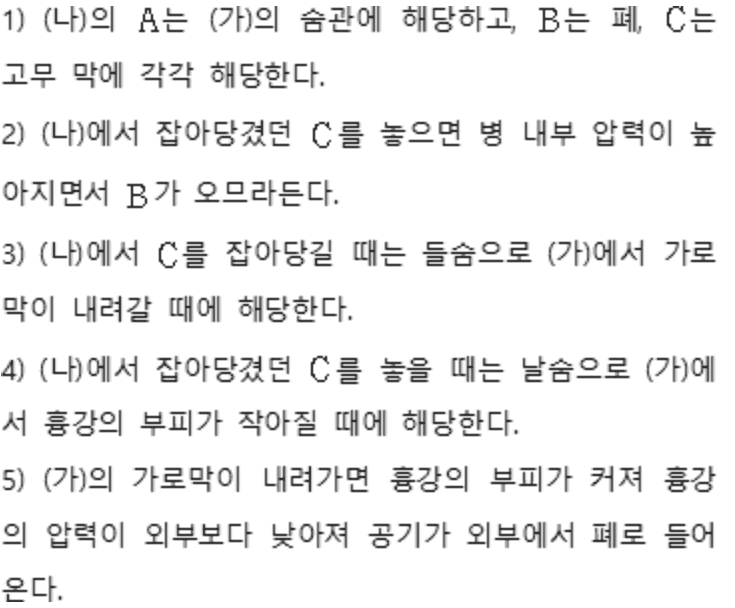 1) (나)의 A는 (가)의 숨관에 해당하고, B는 폐, C는
고무 막에 각각 해당한다.
2) (나)에서 잡아당겼던 C를 놓으면 병 내부 압력이 높
아지면서 B가 오므라든다.
3) (나)에서 C를 잡아당길 때는 들숨으로 (가)에서 가로
막이 내려갈 때에 해당한다.
4) (나)에서 잡아당겼던 C를 놓을 때는 날숨으로 (가)에
서 흉강의 부피가 작아질 때에 해당한다.
5) (가)의 가로막이 내려가면 흉강의 부피가 커져 흉강
의 압력이 외부보다 낮아져 공기가 외부에서 폐로 들어
온다.